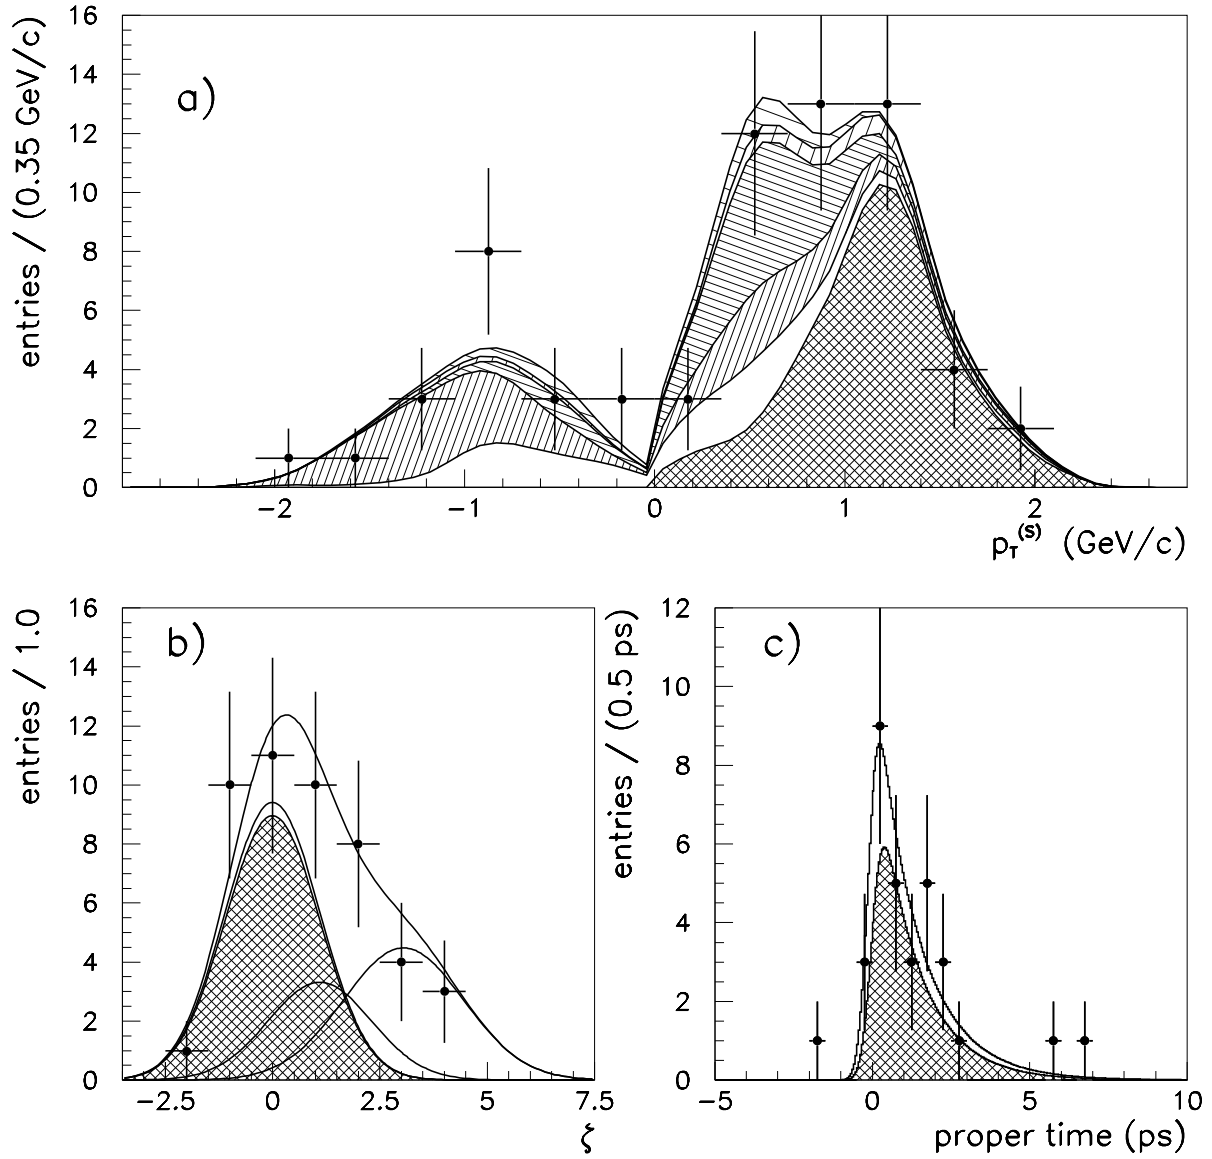 entries / (0.35 GeV/c)
a)
16
14
12
10
8
6
4
2
0
−2 −1 0 1 2
pT(S) (GeV/c)
entries / 1.0
b)
16
14
12
10
8
6
4
2
0
−2.5 0 2.5 5 7.5
ζ
entries / (0.5 ps)
c)
12
10
8
6
4
2
0
−5 0 5 10
proper time (ps)